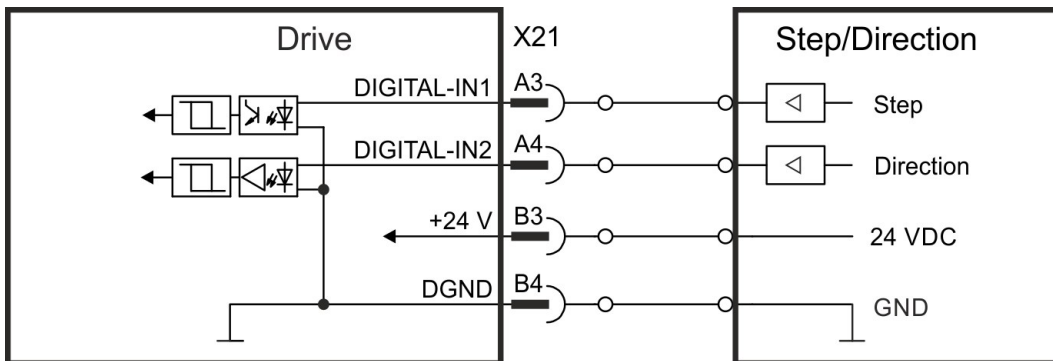 Drive X21 Step/Direction
DIGITAL-IN1 A3 Step
DIGITAL-IN2 A4 Direction
+24 V B3 24 VDC
DGND B4 GND